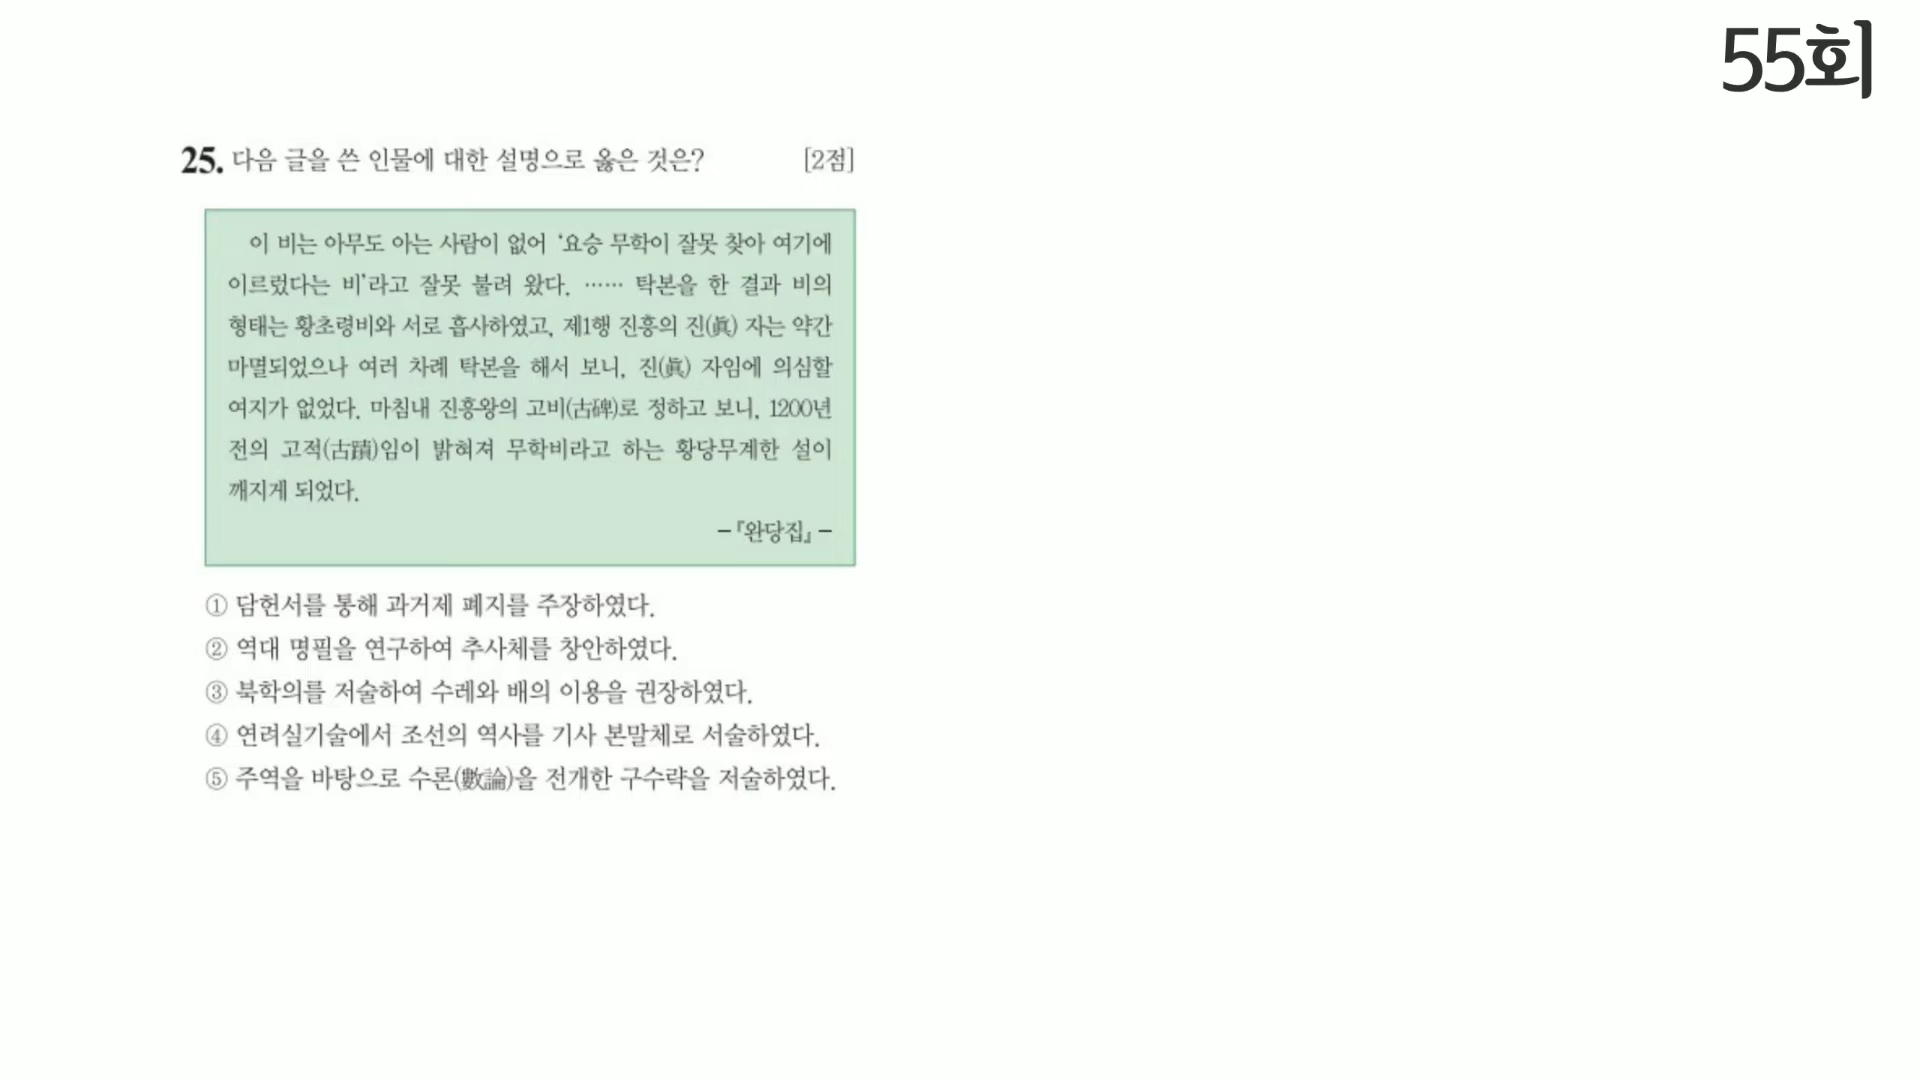 55회
25. 다음 글을 쓴 인물에 대한 설명으로 옳은 것은? [2점]
이 비는 아무도 아는 사람이 없어 ‘요승 무학이 잘못 찾아 여기에
이르렀다는 비’라고 잘못 불려 왔다. …… 탁본을 한 결과 비의
형태는 황초령비와 서로 흡사하였고, 제1행 진흥의 진(眞) 자는 약간
마멸되었으나 여러 차례 탁본을 해서 보니, 진(眞) 자임에 의심할
여지가 없었다. 마침내 진흥왕의 고비(古碑)로 정하고 보니, 1200년
전의 고적(古蹟)임이 밝혀져 무학비라고 하는 황당무계한 설이
깨지게 되었다.
－『완당집』－
① 담헌서를 통해 과거제 폐지를 주장하였다.
② 역대 명필을 연구하여 추사체를 창안하였다.
③ 북학의를 저술하여 수레와 배의 이용을 권장하였다.
④ 연려실기술에서 조선의 역사를 기사 본말체로 서술하였다.
⑤ 주역을 바탕으로 수론(數論)을 전개한 구수략을 저술하였다.